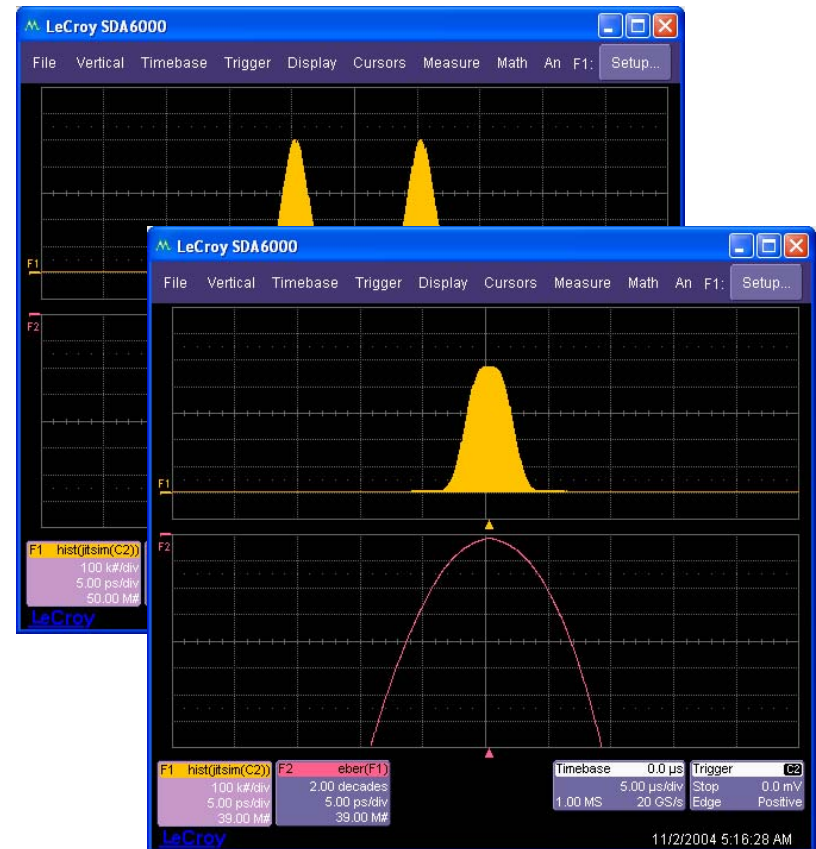 LeCroy SDA6000
File Vertical Timebase Trigger Display Cursors Measure Math An F1: Setup...
F1
F2
F1 hist(jitsim(C2))
100 k#/div
5.00 ps/div
50.00 M#
LeCroy
LeCroy SDA6000
File Vertical Timebase Trigger Display Cursors Measure Math An F1: Setup...
F1
F2
F1 hist(jitsim(C2))
100 k#/div
5.00 ps/div
39.00 M#
F2 eber(F1)
2.00 decades
5.00 ps/div
39.00 M#
Timebase 0.0 µs
5.00 µs/div
1.00 MS 20 GS/s
Trigger C2
Stop 0.0 mV
Edge Positive
LeCroy
11/2/2004 5:16:28 AM